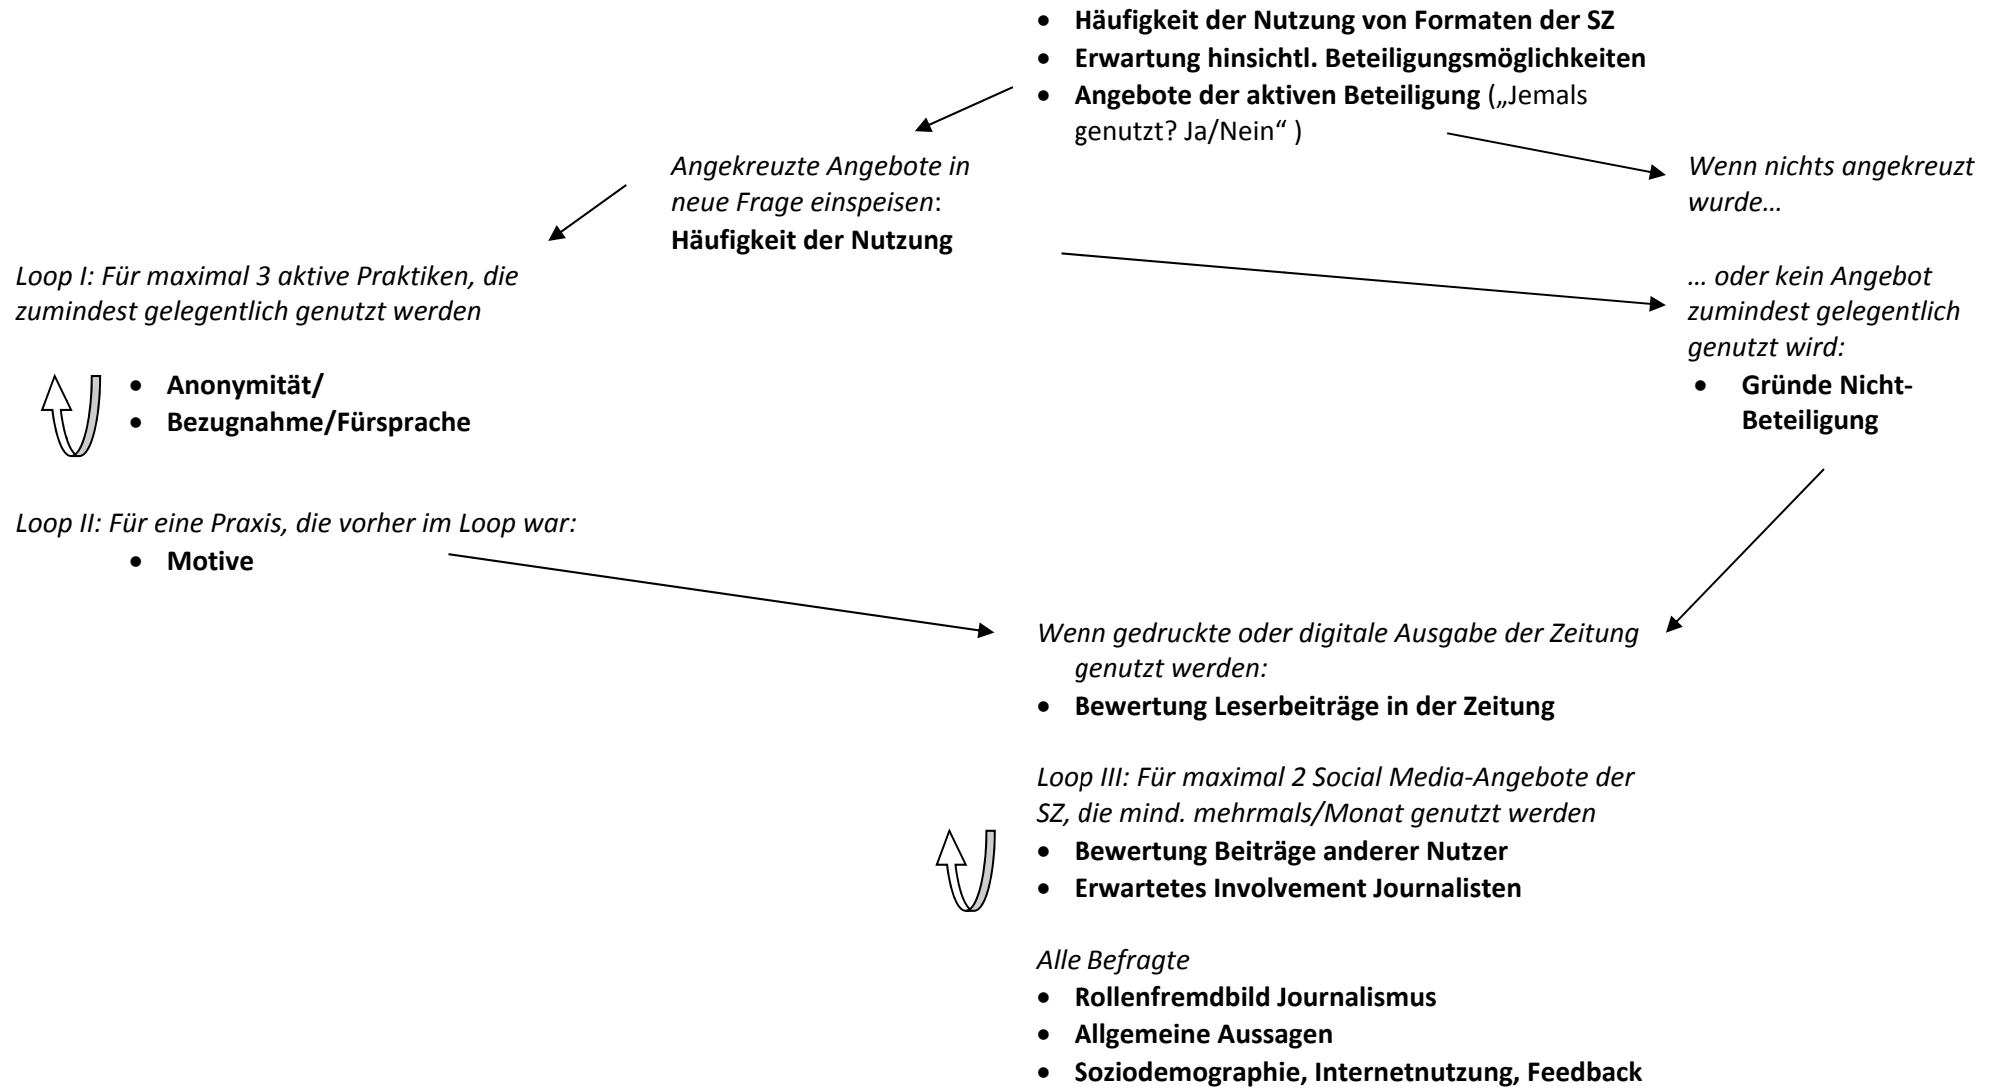 • Häufigkeit der Nutzung von Formaten der SZ
• Erwartung hinsichtl. Beteiligungsmöglichkeiten
• Angebote der aktiven Beteiligung („Jemals
genutzt? Ja/Nein“ )
Angekreuzte Angebote in
neue Frage einspeisen:
Häufigkeit der Nutzung
Wenn nichts angekreuzt
wurde…
… oder kein Angebot
zumindest gelegentlich
genutzt wird:
• Gründe Nicht-
Beteiligung
Loop I: Für maximal 3 aktive Praktiken, die
zumindest gelegentlich genutzt werden
• Anonymität/
• Bezugnahme/Fürsprache
Loop II: Für eine Praxis, die vorher im Loop war:
• Motive
Wenn gedruckte oder digitale Ausgabe der Zeitung
genutzt werden:
• Bewertung Leserbeiträge in der Zeitung
Loop III: Für maximal 2 Social Media-Angebote der
SZ, die mind. mehrmals/Monat genutzt werden
• Bewertung Beiträge anderer Nutzer
• Erwartetes Involvement Journalisten
Alle Befragte
• Rollenfremdbild Journalismus
• Allgemeine Aussagen
• Soziodemographie, Internetnutzung, Feedback